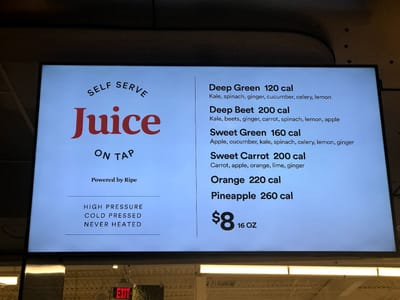 SELF SERVE
Juice
ON TAP
Powered by Ripe
HIGH PRESSURE
COLD PRESSED
NEVER HEATED
Deep Green 120 cal
Kale, spinach, ginger, cucumber, celery, lemon
Deep Beet 200 cal
Kale, beets, ginger, carrot, spinach, lemon, apple
Sweet Green 160 cal
Apple, cucumber, kale, spinach, celery, lemon, ginger
Sweet Carrot 200 cal
Carrot, apple, orange, lime, ginger
Orange 220 cal
Pineapple 260 cal
$8 16 OZ
EXIT